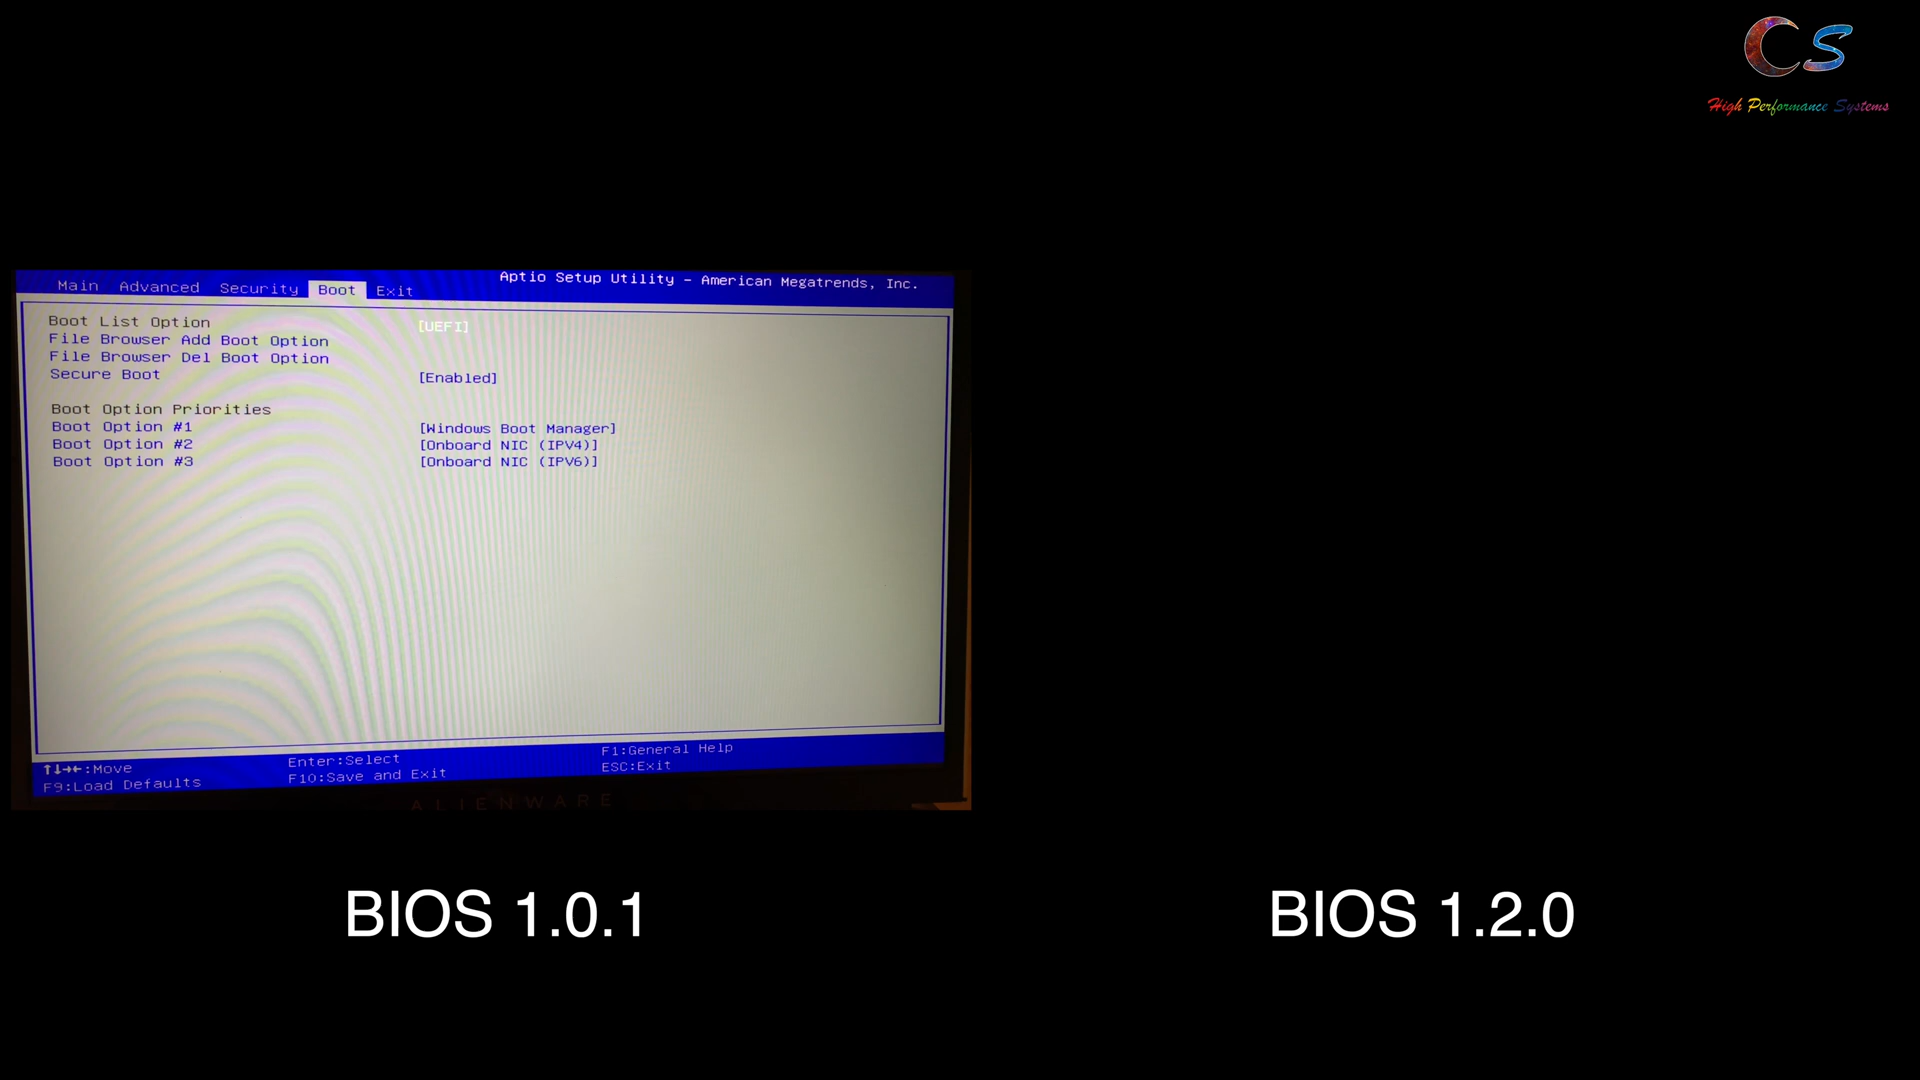 CS
High Performance Systems
Aptio Setup Utility – American Megatrends, Inc.
Main Advanced Security Boot Exit
Boot List Option [UEFI]
File Browser Add Boot Option
File Browser Del Boot Option
Secure Boot [Enabled]
Boot Option Priorities
Boot Option #1 [Windows Boot Manager]
Boot Option #2 [Onboard NIC (IPV4)]
Boot Option #3 [Onboard NIC (IPV6)]
↑↓→←:Move Enter:Select F1:General Help
F9:Load Defaults F10:Save and Exit ESC:Exit
ALIENWARE
BIOS 1.0.1
BIOS 1.2.0